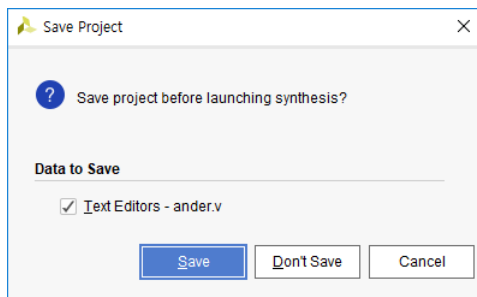 Save Project
?
Save project before launching synthesis?
Data to Save
Text Editors - ander.v
Save
Don't Save
Cancel